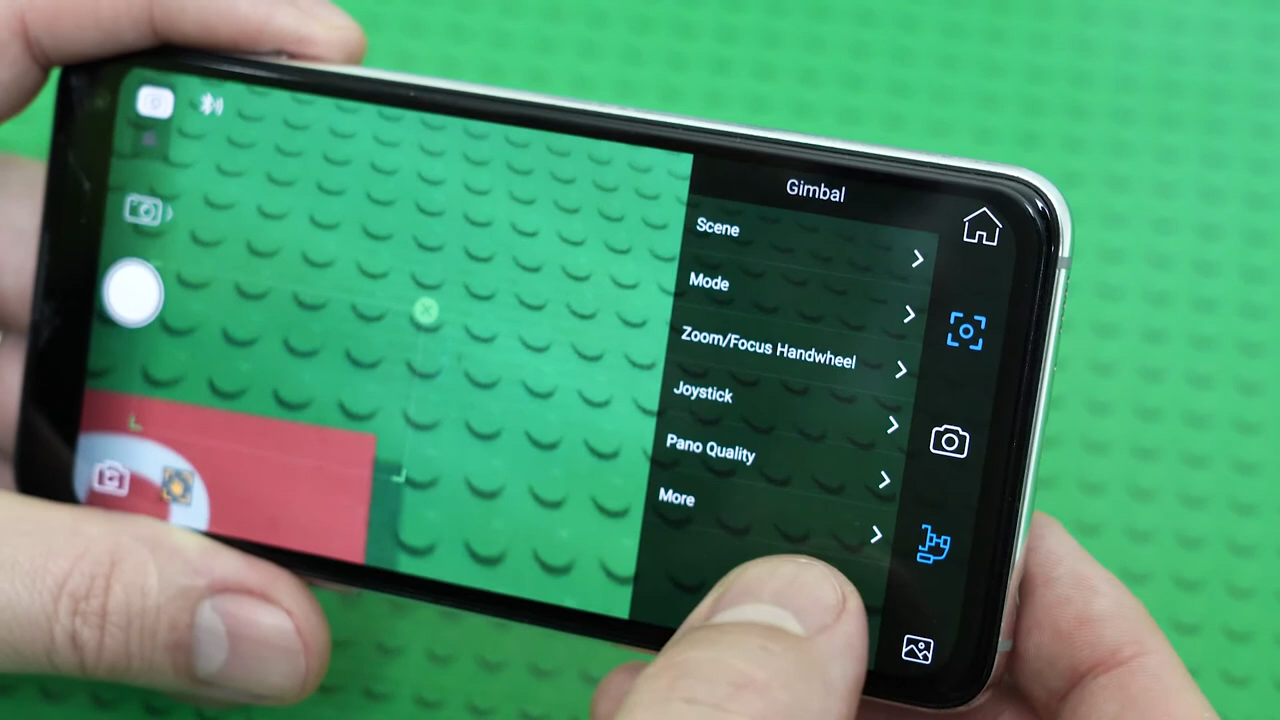 Gimbal
Scene
Mode
Zoom/Focus Handwheel
Joystick
Pano Quality
More